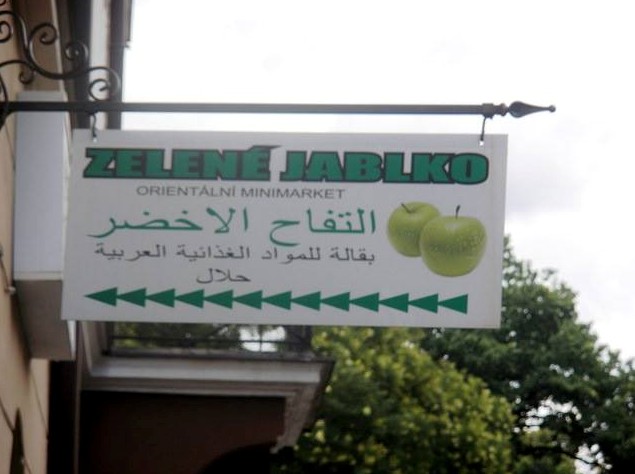 ZELENÉ JABLKO
ORIENTÁLNÍ MINIMARKET
التفاح الاخضر
بقالة للمواد الغذائية العربية
حلال